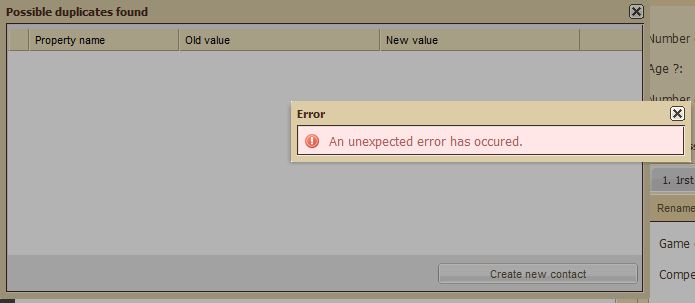 Possible duplicates found
Property name Old value New value
Number
Age ?:
Number
Error
An unexpected error has occured.
1. 1rst
Rename
Game
Compe
Create new contact